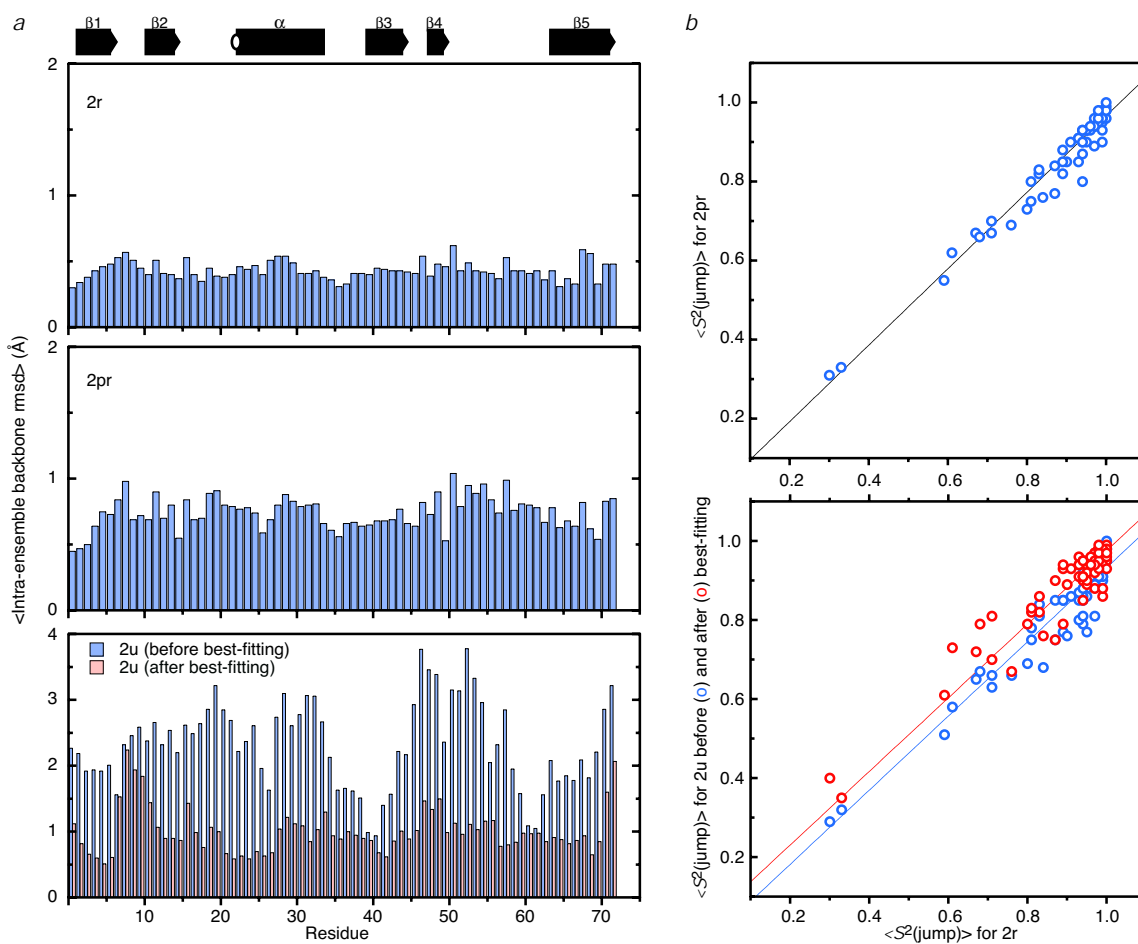 a
β1 β2 α β3 β4 β5
2
2r
1
0
2
2pr
1
0
<Intra-ensemble backbone rmsd> (Å)
4
2u (before best-fitting)
2u (after best-fitting)
3
2
1
0
10 20 30 40 50 60 70
Residue
b
<S²(jump)> for 2pr
1.0
0.8
0.6
0.4
0.2
0.2 0.4 0.6 0.8 1.0
<S²(jump)> for 2u before (o) and after (o) best-fitting
1.0
0.8
0.6
0.4
0.2
0.2 0.4 0.6 0.8 1.0
<S²(jump)> for 2r